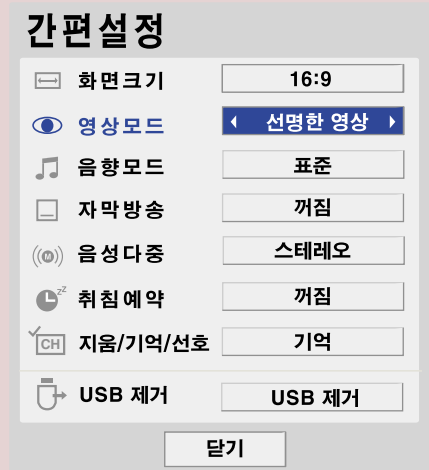 간편설정
화면크기 16:9
영상모드 선명한 영상
음향모드 표준
자막방송 꺼짐
음성다중 스테레오
취침예약 꺼짐
지움/기억/선호 기억
USB 제거 USB 제거
닫기